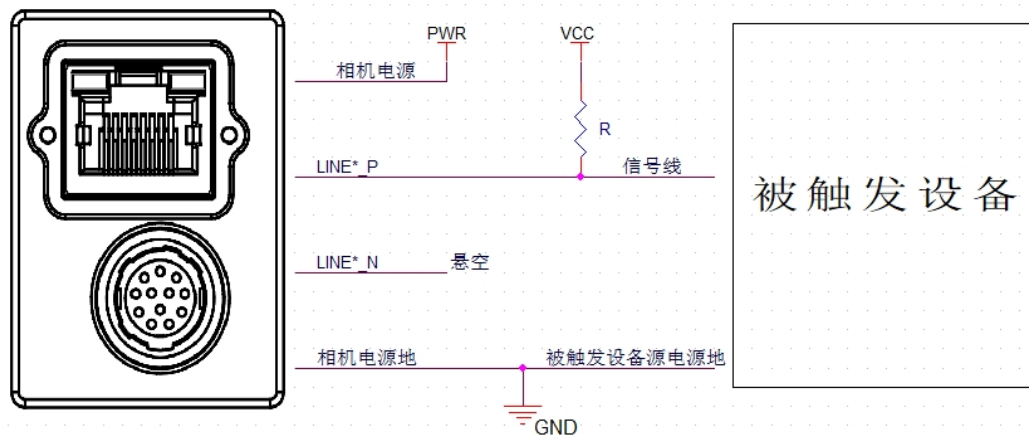 PWR
VCC
相机电源
R
LINE*_P
信号线
被触发设备
LINE*_N
悬空
相机电源地
被触发设备源电源地
GND